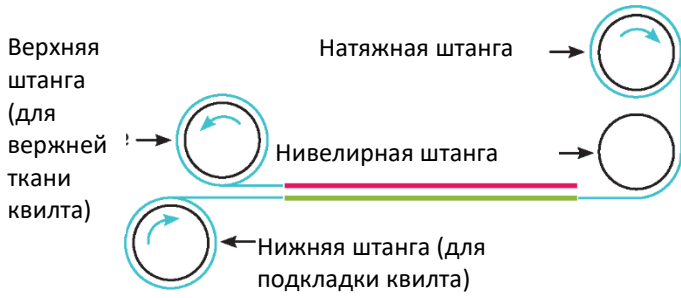 Верхняя
штанга
(для
вержней
ткани
квилта)
Натяжная штанга
Нивелирная штанга
Нижняя штанга (для
подкладки квилта)